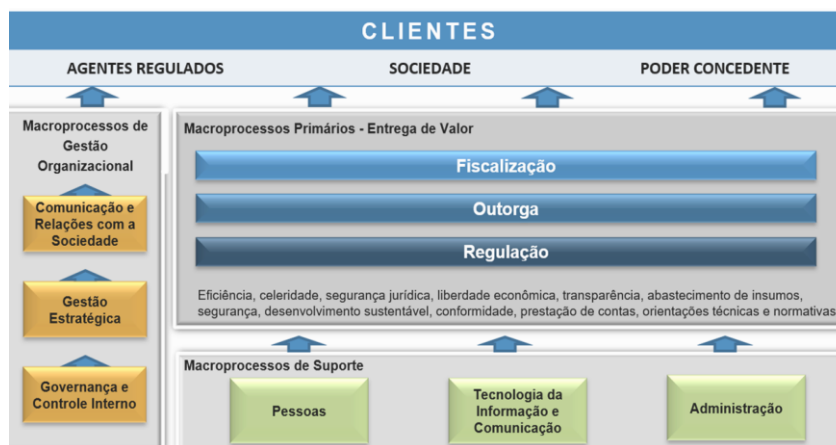 CLIENTES
AGENTES REGULADOS
SOCIEDADE
PODER CONCEDENTE
Macroprocessos de
Gestão
Organizacional
Comunicação e
Relações com a
Sociedade
Gestão
Estratégica
Governança e
Controle Interno
Macroprocessos Primários - Entrega de Valor
Fiscalização
Outorga
Regulação
Eficiência, celeridade, segurança jurídica, liberdade econômica, transparência, abastecimento de insumos,
segurança, desenvolvimento sustentável, conformidade, prestação de contas, orientações técnicas e normativas
Macroprocessos de Suporte
Pessoas
Tecnologia da
Informação e
Comunicação
Administração